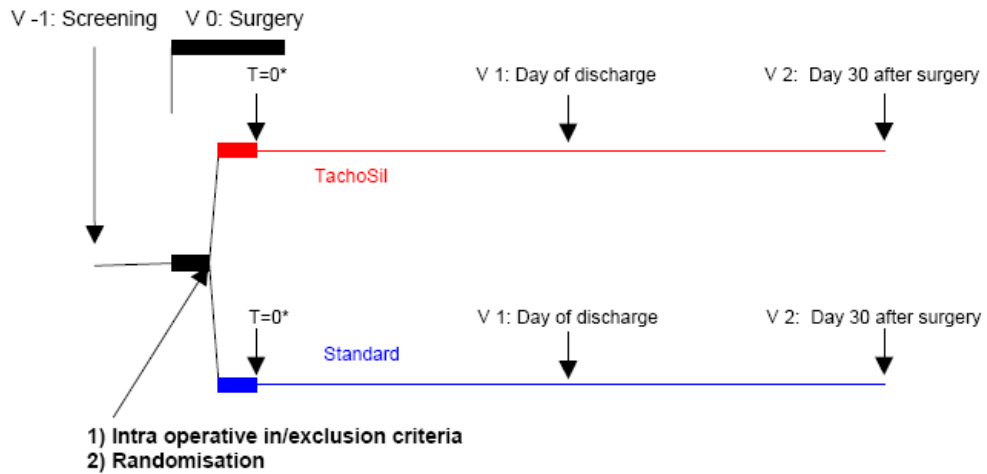 V -1: Screening
V 0: Surgery
T=0*
V 1: Day of discharge
V 2: Day 30 after surgery
TachoSil
T=0*
V 1: Day of discharge
V 2: Day 30 after surgery
Standard
1) Intra operative in/exclusion criteria
2) Randomisation